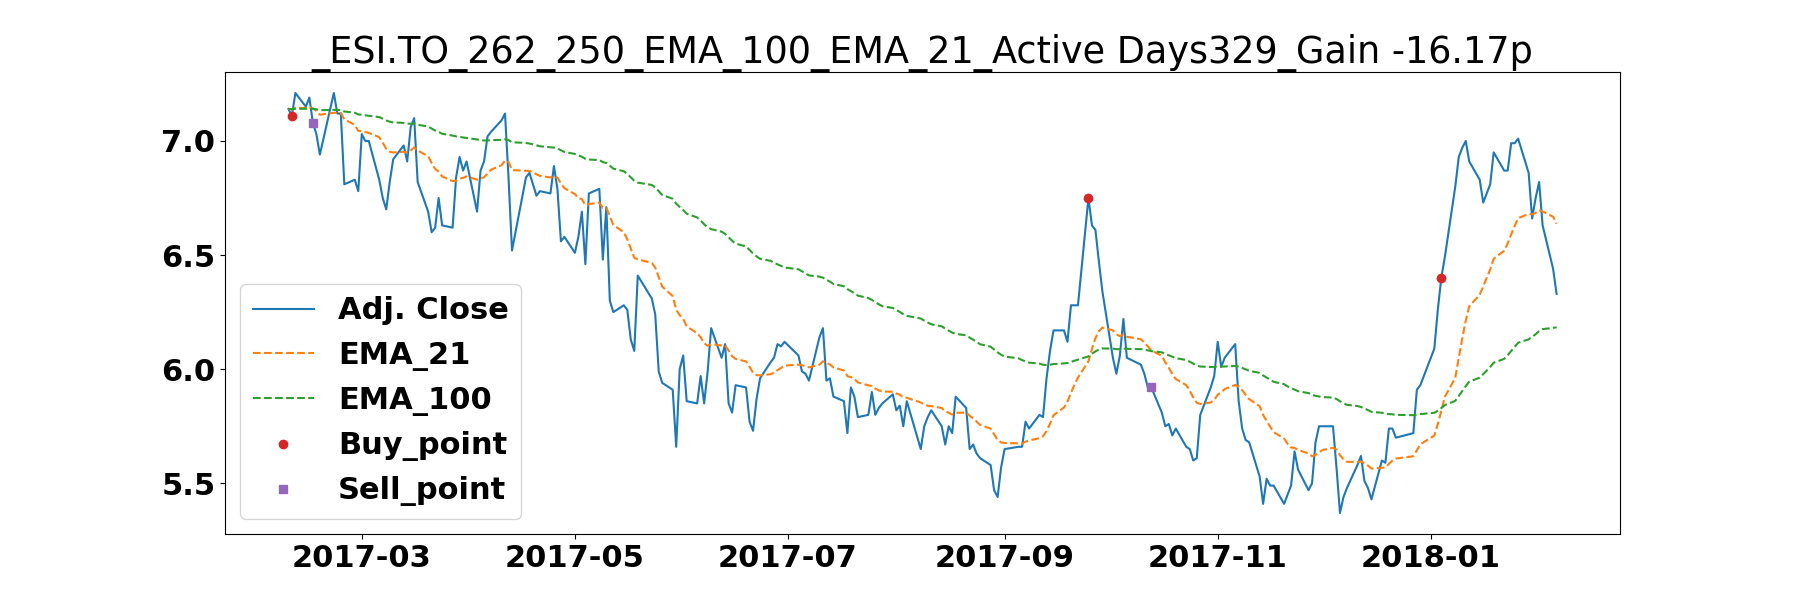 _ESI.TO_262_250_EMA_100_EMA_21_Active Days329_Gain -16.17p
7.0
6.5
6.0
5.5
Adj. Close
EMA_21
EMA_100
Buy_point
Sell_point
2017-03 2017-05 2017-07 2017-09 2017-11 2018-01